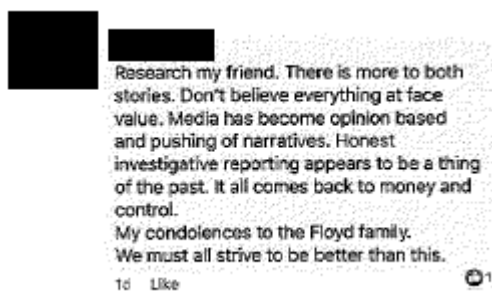 Research my friend. There is more to both
stories. Don't believe everything at face
value. Media has become opinion based
and pushing of narratives. Honest
investigative reporting appears to be a thing
of the past. It all comes back to money and
control.
My condolences to the Floyd family.
We must all strive to be better than this.
1d Like 1